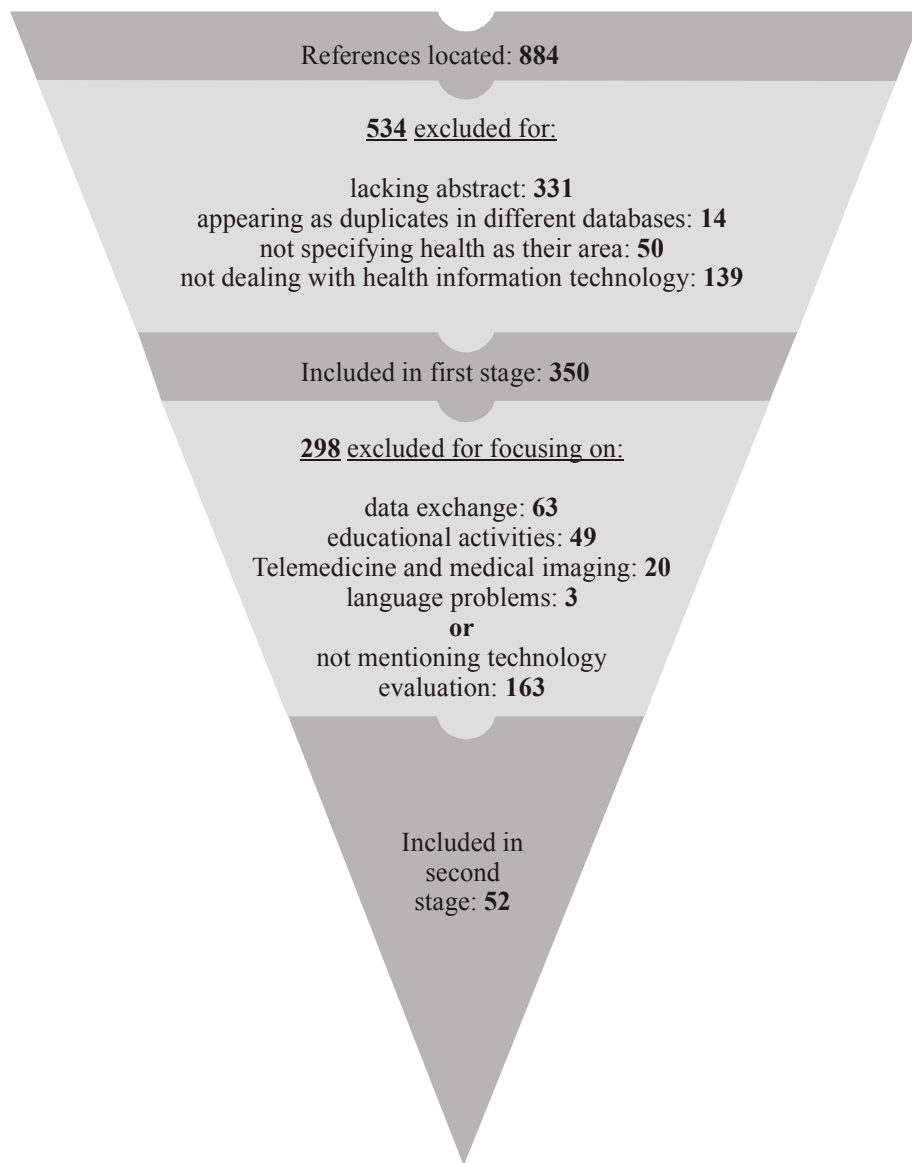 References located: 884
534 excluded for:
lacking abstract: 331
appearing as duplicates in different databases: 14
not specifying health as their area: 50
not dealing with health information technology: 139
Included in first stage: 350
298 excluded for focusing on:
data exchange: 63
educational activities: 49
Telemedicine and medical imaging: 20
language problems: 3
or
not mentioning technology
evaluation: 163
Included in
second
stage: 52